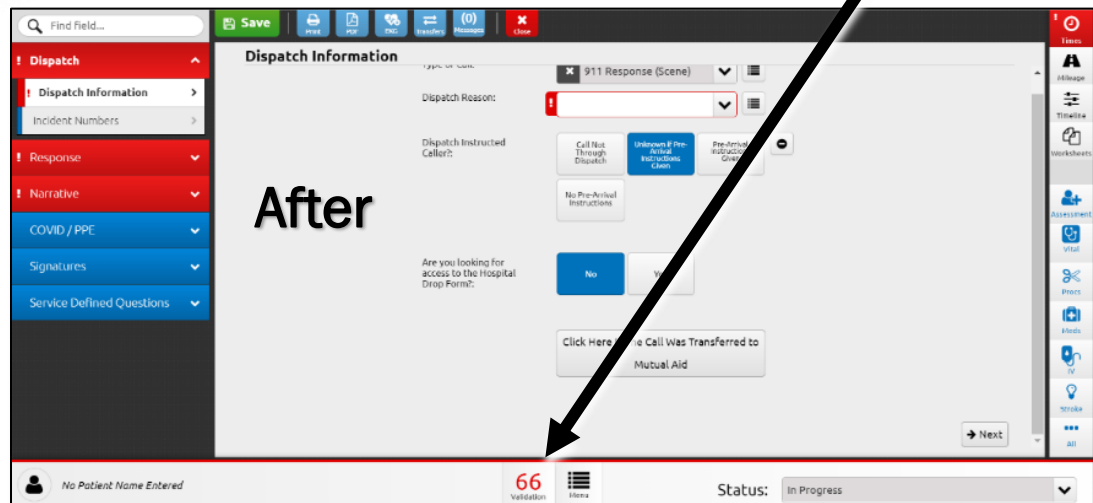 Find field...
Save
Print
PDF
EKG
Transfers
(0)
Messages
Close
! Dispatch
! Dispatch Information
Incident Numbers
! Response
! Narrative
COVID / PPE
Signatures
Service Defined Questions
Dispatch Information
911 Response (Scene)
Dispatch Reason:
!
Dispatch Instructed
Caller?:
Call Not
Through
Dispatch
Unknown if Pre-
Arrival
Instructions
Given
Pre-Arrival
No Pre-Arrival
Instructions
After
Are you looking for
access to the Hospital
Drop Form?:
No
Click Here
Call Was Transferred to
Mutual Aid
Next
! Times
Mileage
Timeline
Worksheets
Assessment
Vital
Procs
Meds
IV
Stroke
All
No Patient Name Entered
66
Validation
Menu
Status:
In Progress